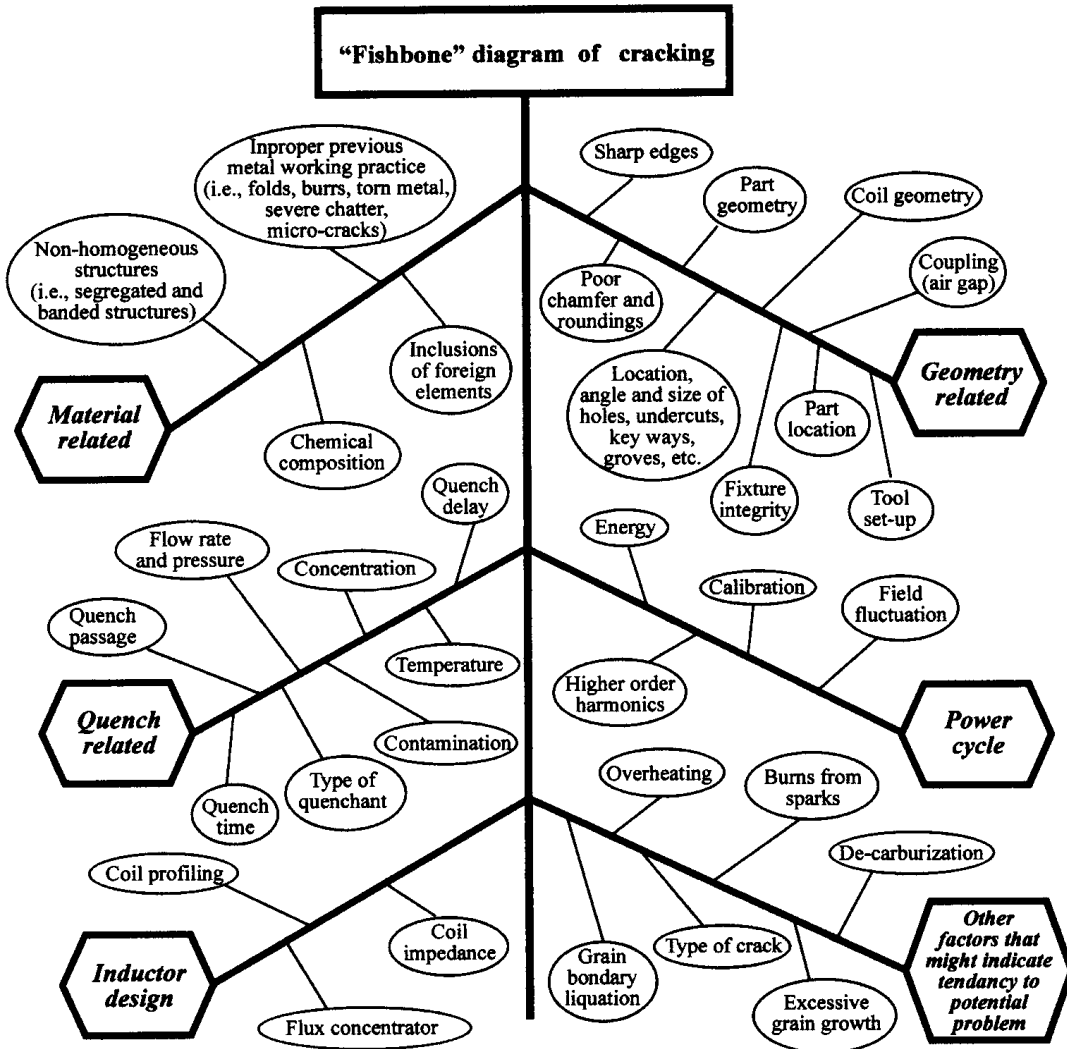 “Fishbone” diagram of cracking
Inproper previous
metal working practice
(i.e., folds, burrs, torn metal,
severe chatter,
micro-cracks)
Non-homogeneous
structures
(i.e., segregated and
banded structures)
Inclusions
of foreign
elements
Chemical
composition
Material
related
Sharp edges
Part
geometry
Coil geometry
Coupling
(air gap)
Poor
chamfer and
roundings
Location,
angle and size of
holes, undercuts,
key ways,
groves, etc.
Fixture
integrity
Part
location
Tool
set-up
Geometry
related
Quench
delay
Flow rate
and pressure
Concentration
Quench
passage
Temperature
Contamination
Type of
quenchant
Quench
time
Quench
related
Energy
Calibration
Field
fluctuation
Higher order
harmonics
Power
cycle
Coil profiling
Coil
impedance
Flux concentrator
Inductor
design
Overheating
Burns from
sparks
De-carburization
Grain
bondary
liquation
Type of crack
Excessive
grain growth
Other
factors that
might indicate
tendancy to
potential
problem